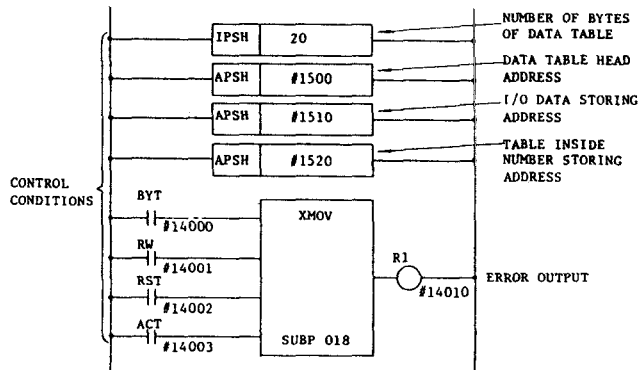 IPSH 20
NUMBER OF BYTES
OF DATA TABLE
APSH #1500
DATA TABLE HEAD
ADDRESS
APSH #1510
I/O DATA STORING
ADDRESS
APSH #1520
TABLE INSIDE
NUMBER STORING
ADDRESS
CONTROL
CONDITIONS
BYT
#14000
RW
#14001
RST
#14002
ACT
#14003
XMOV
SUBP 018
R1
#14010
ERROR OUTPUT